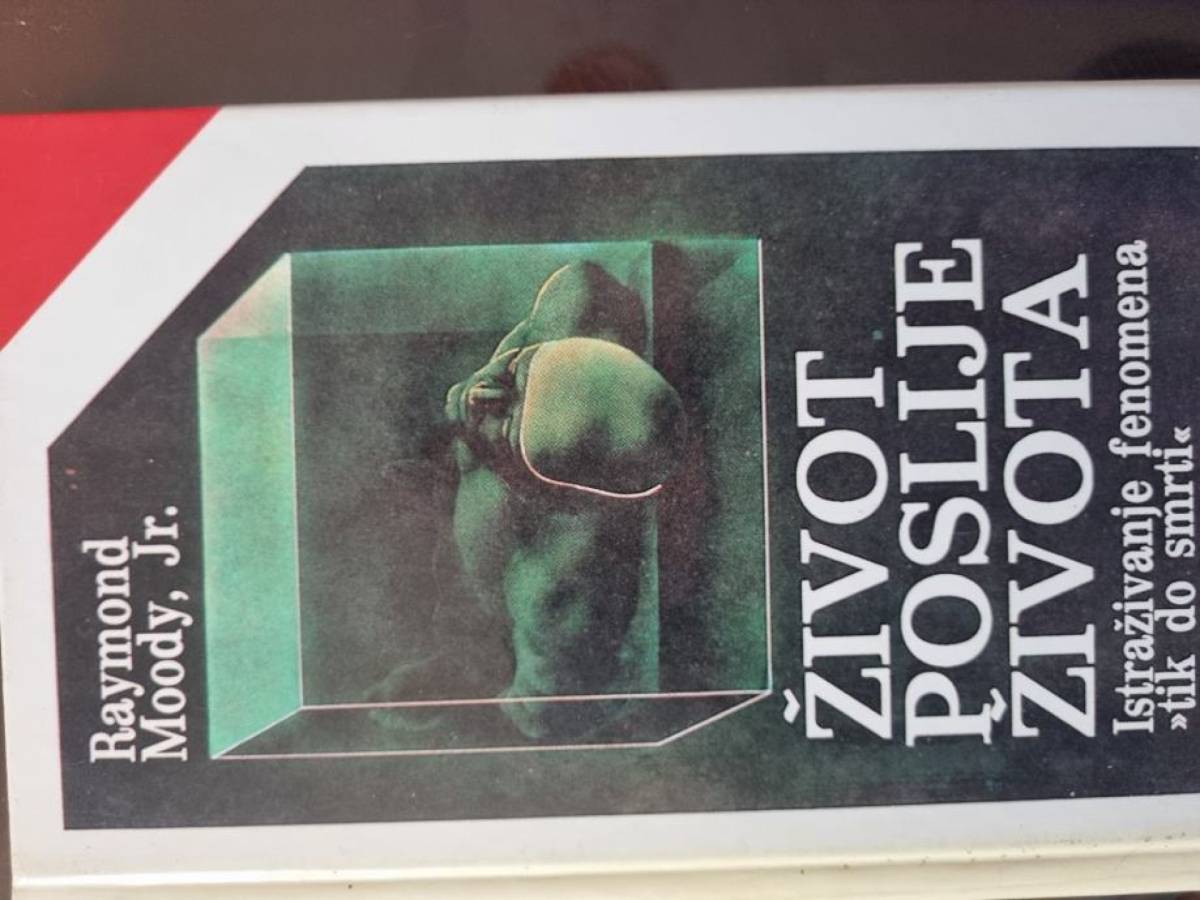 Raymond
Moody, Jr.
ŽIVOT
POSLIJE
ŽIVOTA
Istraživanje fenomena
»tik do smrti«